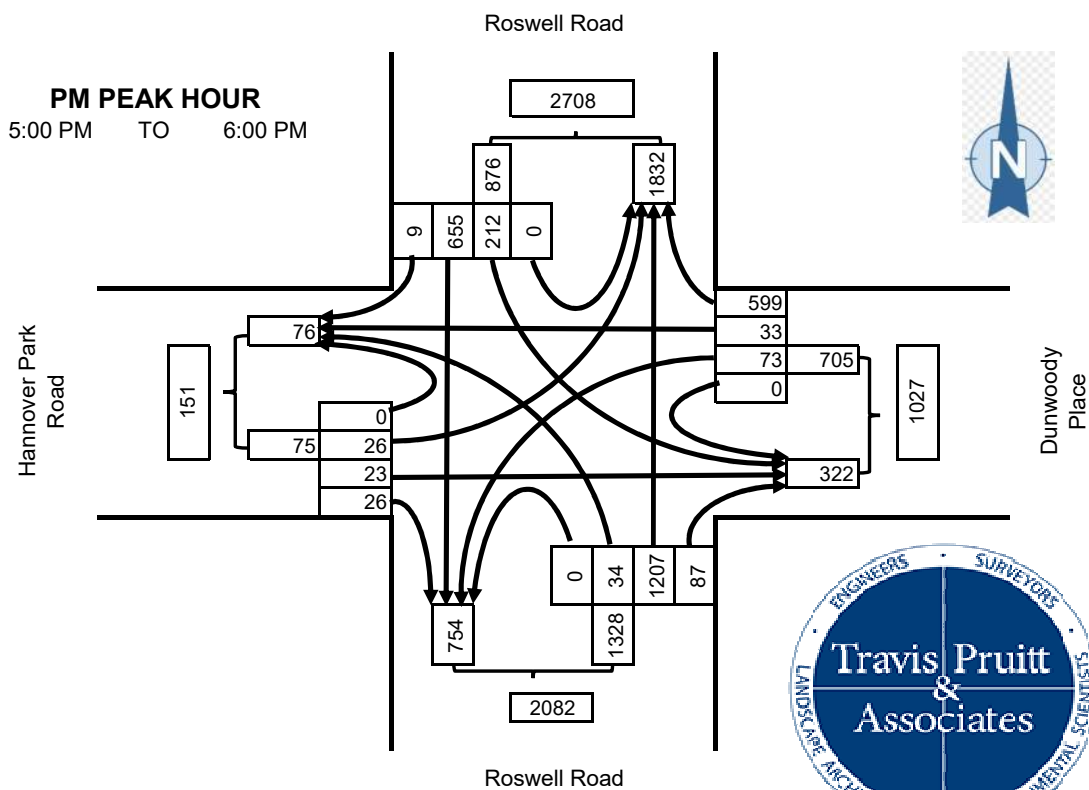 Roswell Road
PM PEAK HOUR
5:00 PM TO 6:00 PM
2708
876
1832
9
655
212
0
N
Hannover Park
Road
151
76
75
0
26
23
26
599
33
73
705
0
322
1027
Dunwoody
Place
0
34
1207
87
754
1328
2082
Roswell Road
ENGINEERS · SURVEYORS
LANDSCAPE
Travis Pruitt
&
Associates
SCIENTISTS